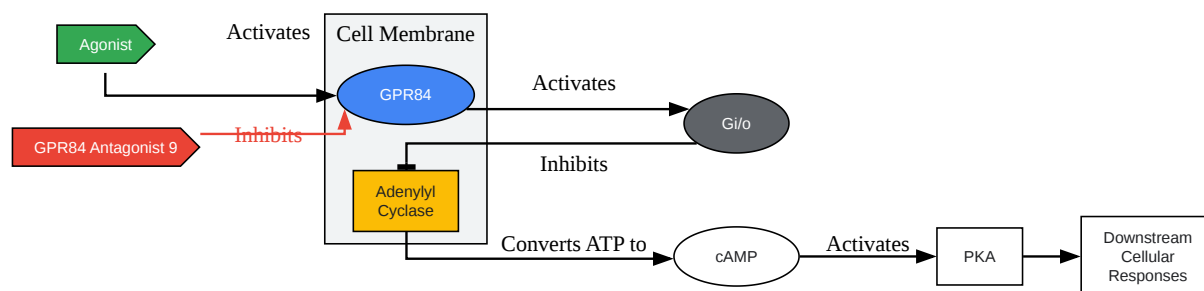 Activates
Cell Membrane
Agonist
GPR84
Activates
Gi/o
Inhibits
GPR84 Antagonist 9
Inhibits
Adenylyl
Cyclase
Converts ATP to
cAMP
Activates
PKA
Downstream
Cellular
Responses